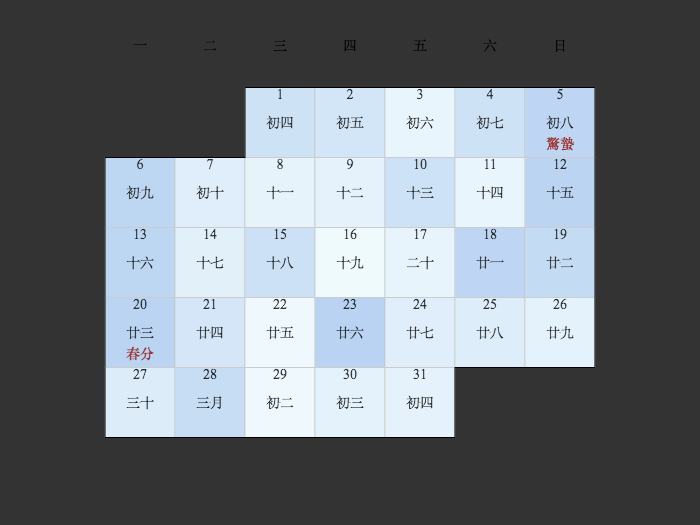 一 二 三 四 五 六 日
1 2 3 4 5
初四 初五 初六 初七 初八
驚蟄
6 7 8 9 10 11 12
初九 初十 十一 十二 十三 十四 十五
13 14 15 16 17 18 19
十六 十七 十八 十九 二十 廿一 廿二
20 21 22 23 24 25 26
廿三 廿四 廿五 廿六 廿七 廿八 廿九
春分
27 28 29 30 31
三十 三月 初二 初三 初四